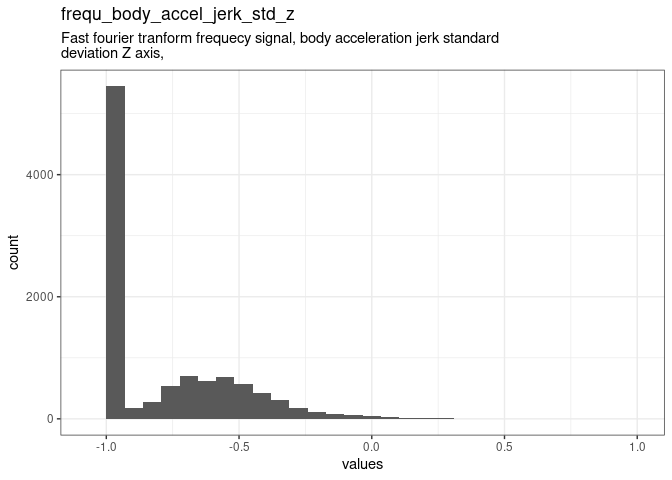 frequ_body_accel_jerk_std_z
Fast fourier tranform frequecy signal, body acceleration jerk standard
deviation Z axis,
4000
2000
0
count
-1.0 -0.5 0.0 0.5 1.0
values